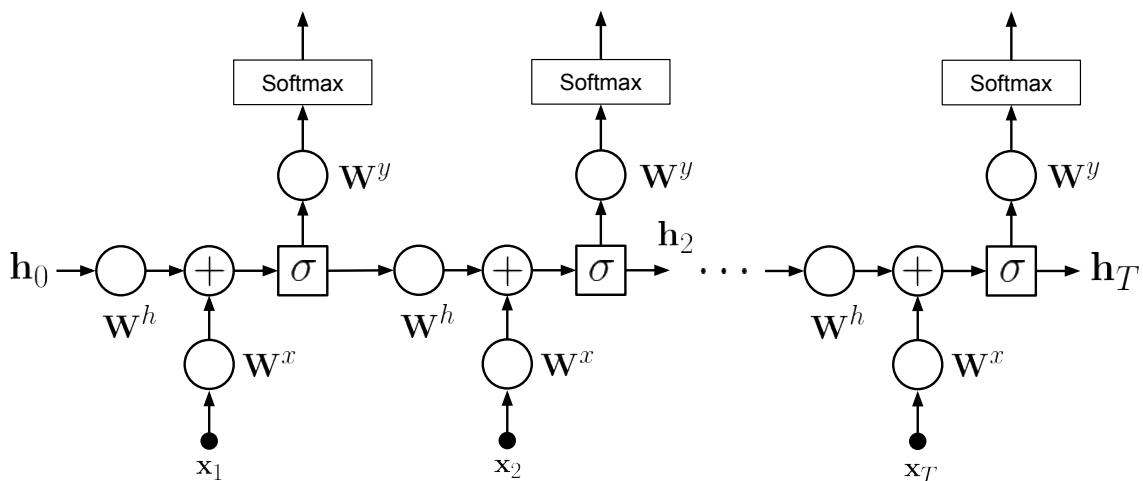 Softmax Softmax Softmax
W^y W^y W^y
h_2
h_0 + σ + σ ··· + σ h_T
W^h W^h W^h
W^x W^x W^x
x_1 x_2 x_T